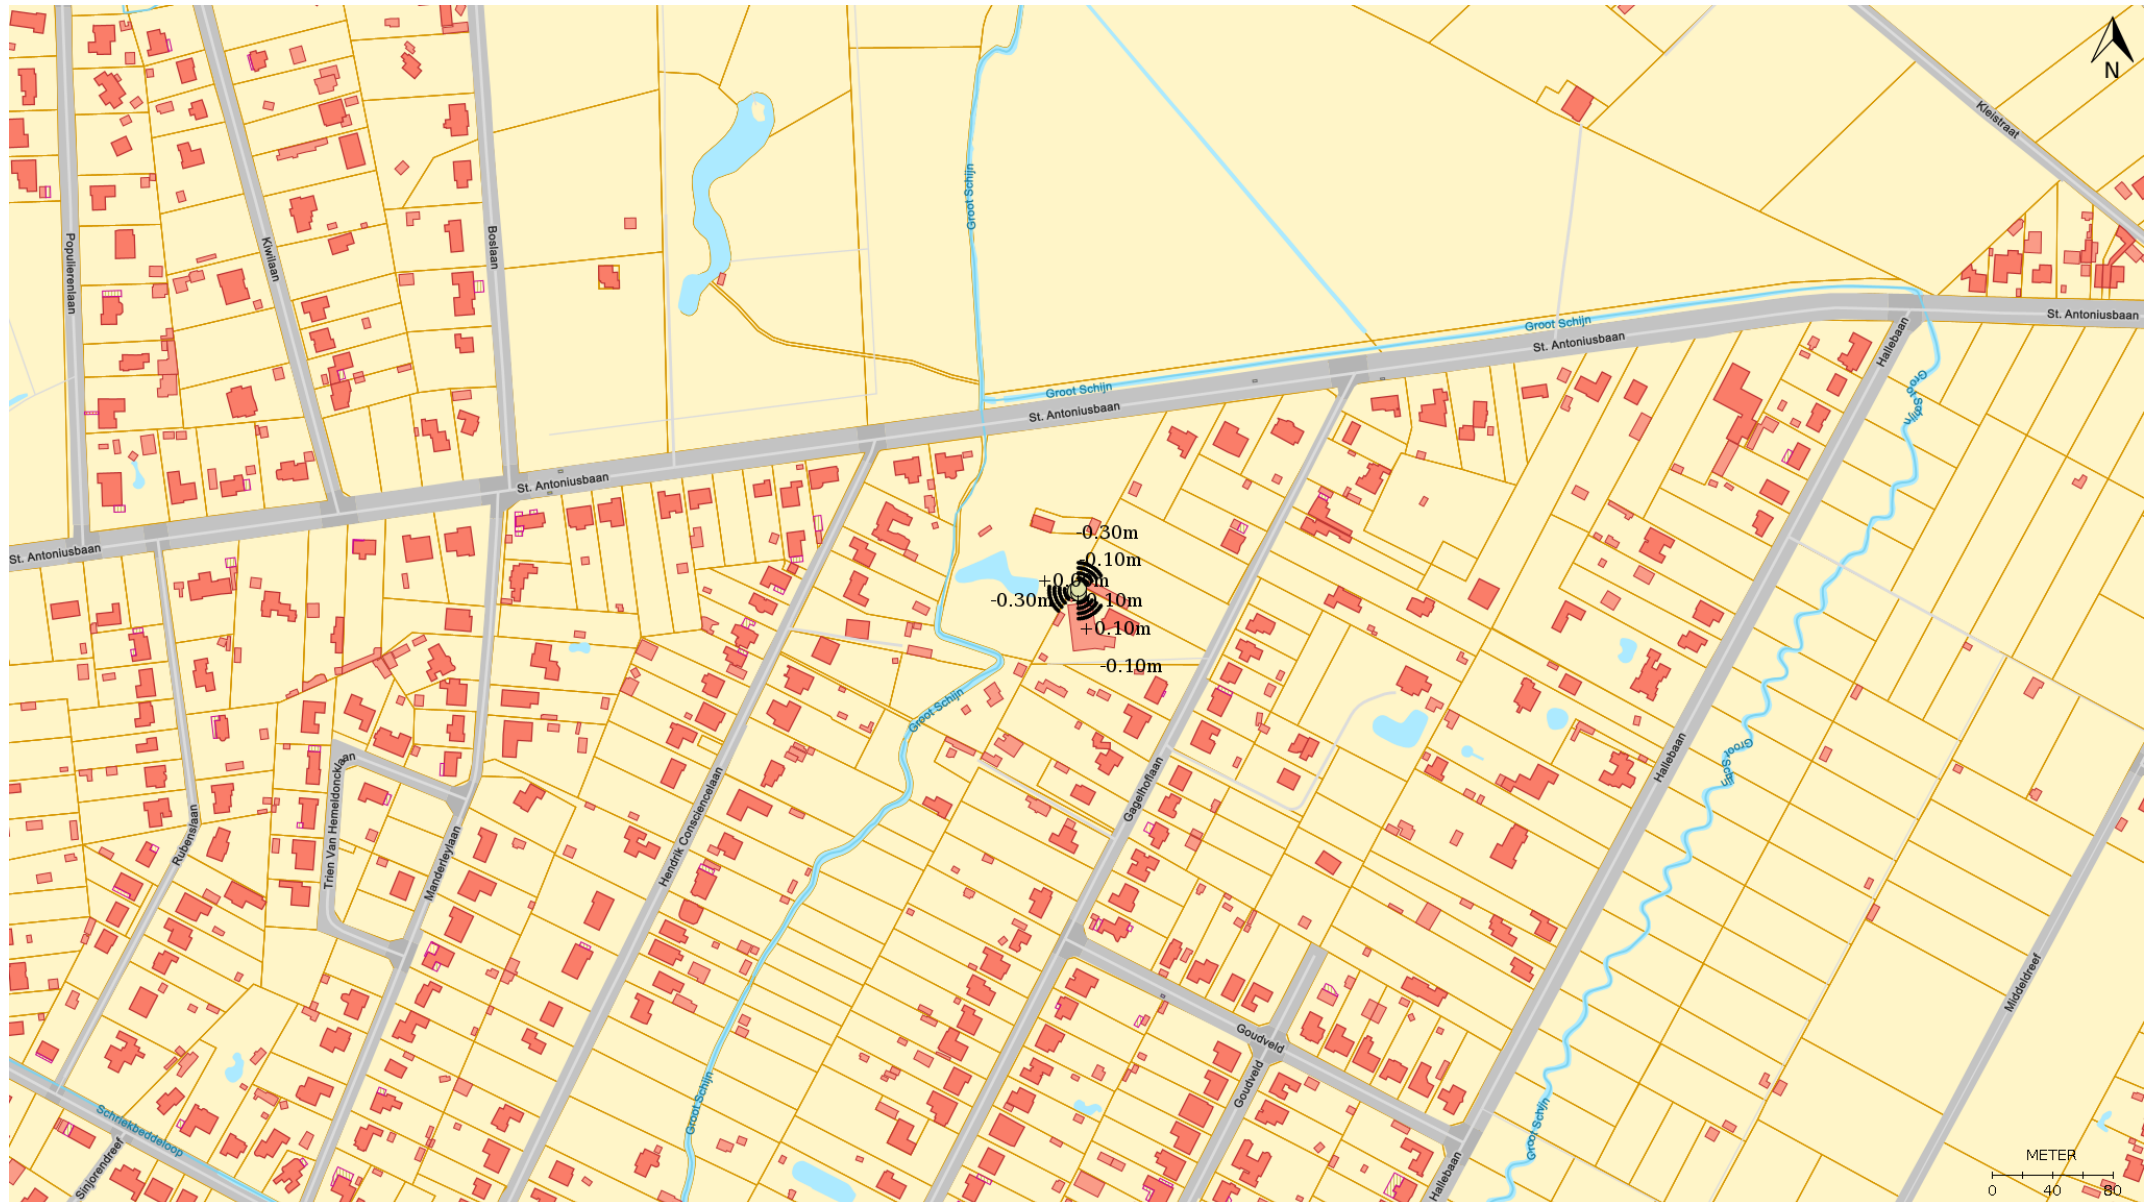 N
Kleistraat
Groot Schijn
Populierenlaan
Kiwilaan
Boslaan
St. Antoniusbaan
Groot Schijn
St. Antoniusbaan
Hallebaan
Groot Schijn
St. Antoniusbaan
Groot Schijn
St. Antoniusbaan
St. Antoniusbaan
-0.30m
0.10m
-0.30m
+0.10m
-0.10m
Groot Schijn
Hallebaan
Groot Schijn
Gagelhoflaan
Hendrik Consciencelaan
Trien Van Hemeldoncklaan
Rubenslaan
Manderleylaan
Middelreef
Goudveld
Goudveld
Groot Schijn
Groot Schijn
Schriekbeddeloop
Sinjorendreef
Hallebaan
METER
0 40 80